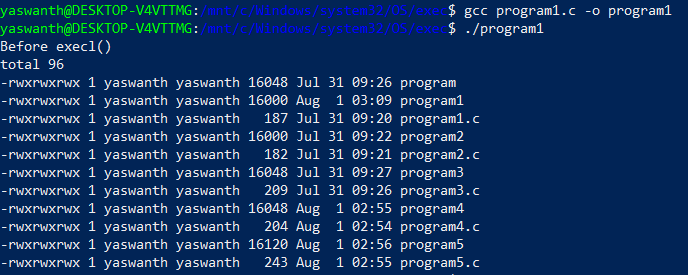 yaswanth@DESKTOP-V4VTTMG:/mnt/c/Windows/system32/OS/exec$ gcc program1.c -o program1
yaswanth@DESKTOP-V4VTTMG:/mnt/c/Windows/system32/OS/exec$ ./program1
Before execl()
total 96
-rwxrwxrwx 1 yaswanth yaswanth 16048 Jul 31 09:26 program
-rwxrwxrwx 1 yaswanth yaswanth 16000 Aug  1 03:09 program1
-rwxrwxrwx 1 yaswanth yaswanth   187 Jul 31 09:20 program1.c
-rwxrwxrwx 1 yaswanth yaswanth 16000 Jul 31 09:22 program2
-rwxrwxrwx 1 yaswanth yaswanth   182 Jul 31 09:21 program2.c
-rwxrwxrwx 1 yaswanth yaswanth 16048 Jul 31 09:27 program3
-rwxrwxrwx 1 yaswanth yaswanth   209 Jul 31 09:26 program3.c
-rwxrwxrwx 1 yaswanth yaswanth 16048 Aug  1 02:55 program4
-rwxrwxrwx 1 yaswanth yaswanth   204 Aug  1 02:54 program4.c
-rwxrwxrwx 1 yaswanth yaswanth 16120 Aug  1 02:56 program5
-rwxrwxrwx 1 yaswanth yaswanth   243 Aug  1 02:55 program5.c